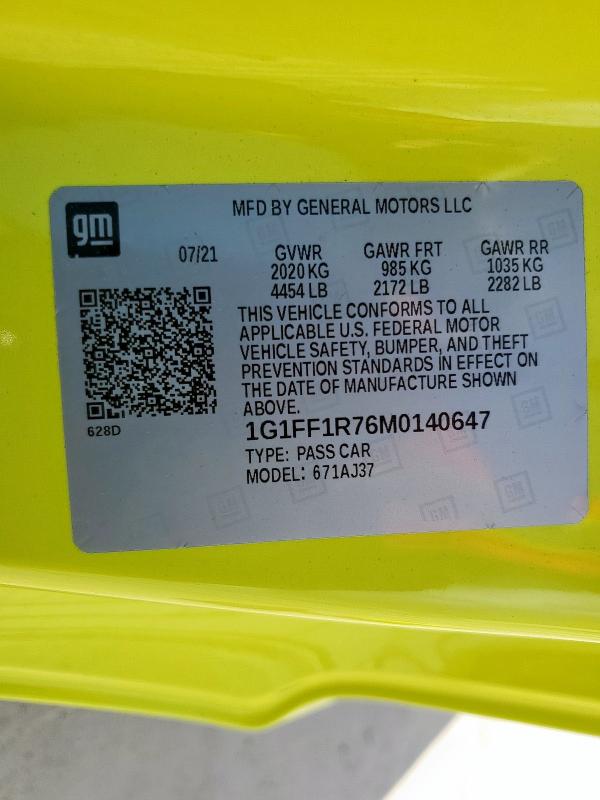 gm
MFD BY GENERAL MOTORS LLC
07/21
GVWR GAWR FRT GAWR RR
2020 KG 985 KG 1035 KG
4454 LB 2172 LB 2282 LB
THIS VEHICLE CONFORMS TO ALL
APPLICABLE U.S. FEDERAL MOTOR
VEHICLE SAFETY, BUMPER, AND THEFT
PREVENTION STANDARDS IN EFFECT ON
THE DATE OF MANUFACTURE SHOWN
ABOVE.
628D
1G1FF1R76M0140647
TYPE: PASS CAR
MODEL: 671AJ37